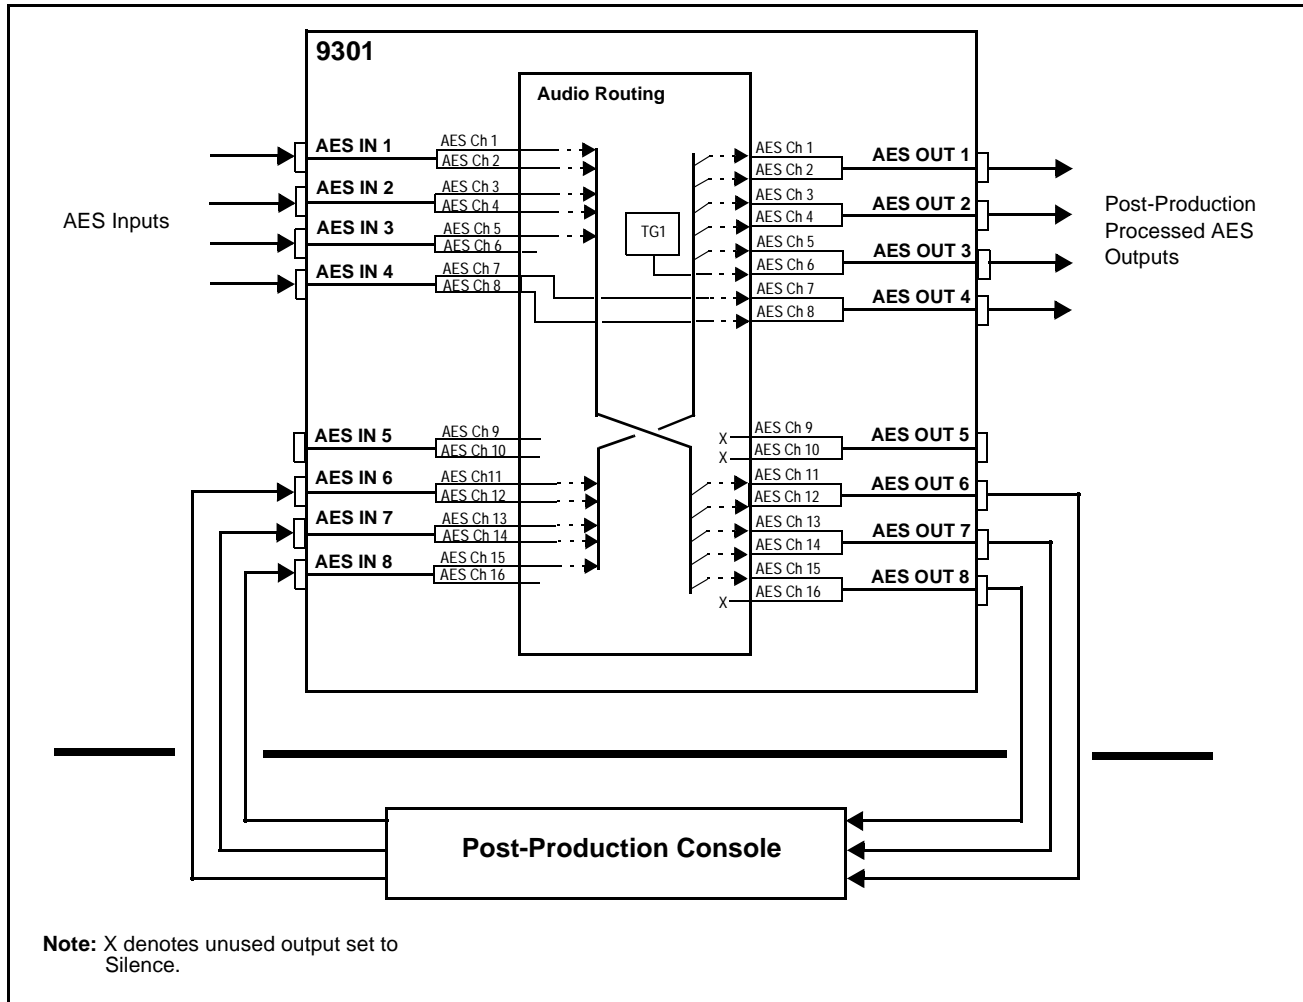 9301
Audio Routing
AES Inputs
AES IN 1
AES Ch 1
AES Ch 2
AES IN 2
AES Ch 3
AES Ch 4
AES IN 3
AES Ch 5
AES Ch 6
AES IN 4
AES Ch 7
AES Ch 8
TG1
AES Ch 1
AES Ch 2
AES OUT 1
AES Ch 3
AES Ch 4
AES OUT 2
AES Ch 5
AES Ch 6
AES OUT 3
AES Ch 7
AES Ch 8
AES OUT 4
Post-Production
Processed AES
Outputs
AES IN 5
AES Ch 9
AES Ch 10
AES IN 6
AES Ch11
AES Ch 12
AES IN 7
AES Ch 13
AES Ch 14
AES IN 8
AES Ch 15
AES Ch 16
X
AES Ch 9
X
AES Ch 10
AES OUT 5
AES Ch 11
AES Ch 12
AES OUT 6
AES Ch 13
AES Ch 14
AES OUT 7
AES Ch 15
X
AES Ch 16
AES OUT 8
Post-Production Console
Note: X denotes unused output set to
Silence.